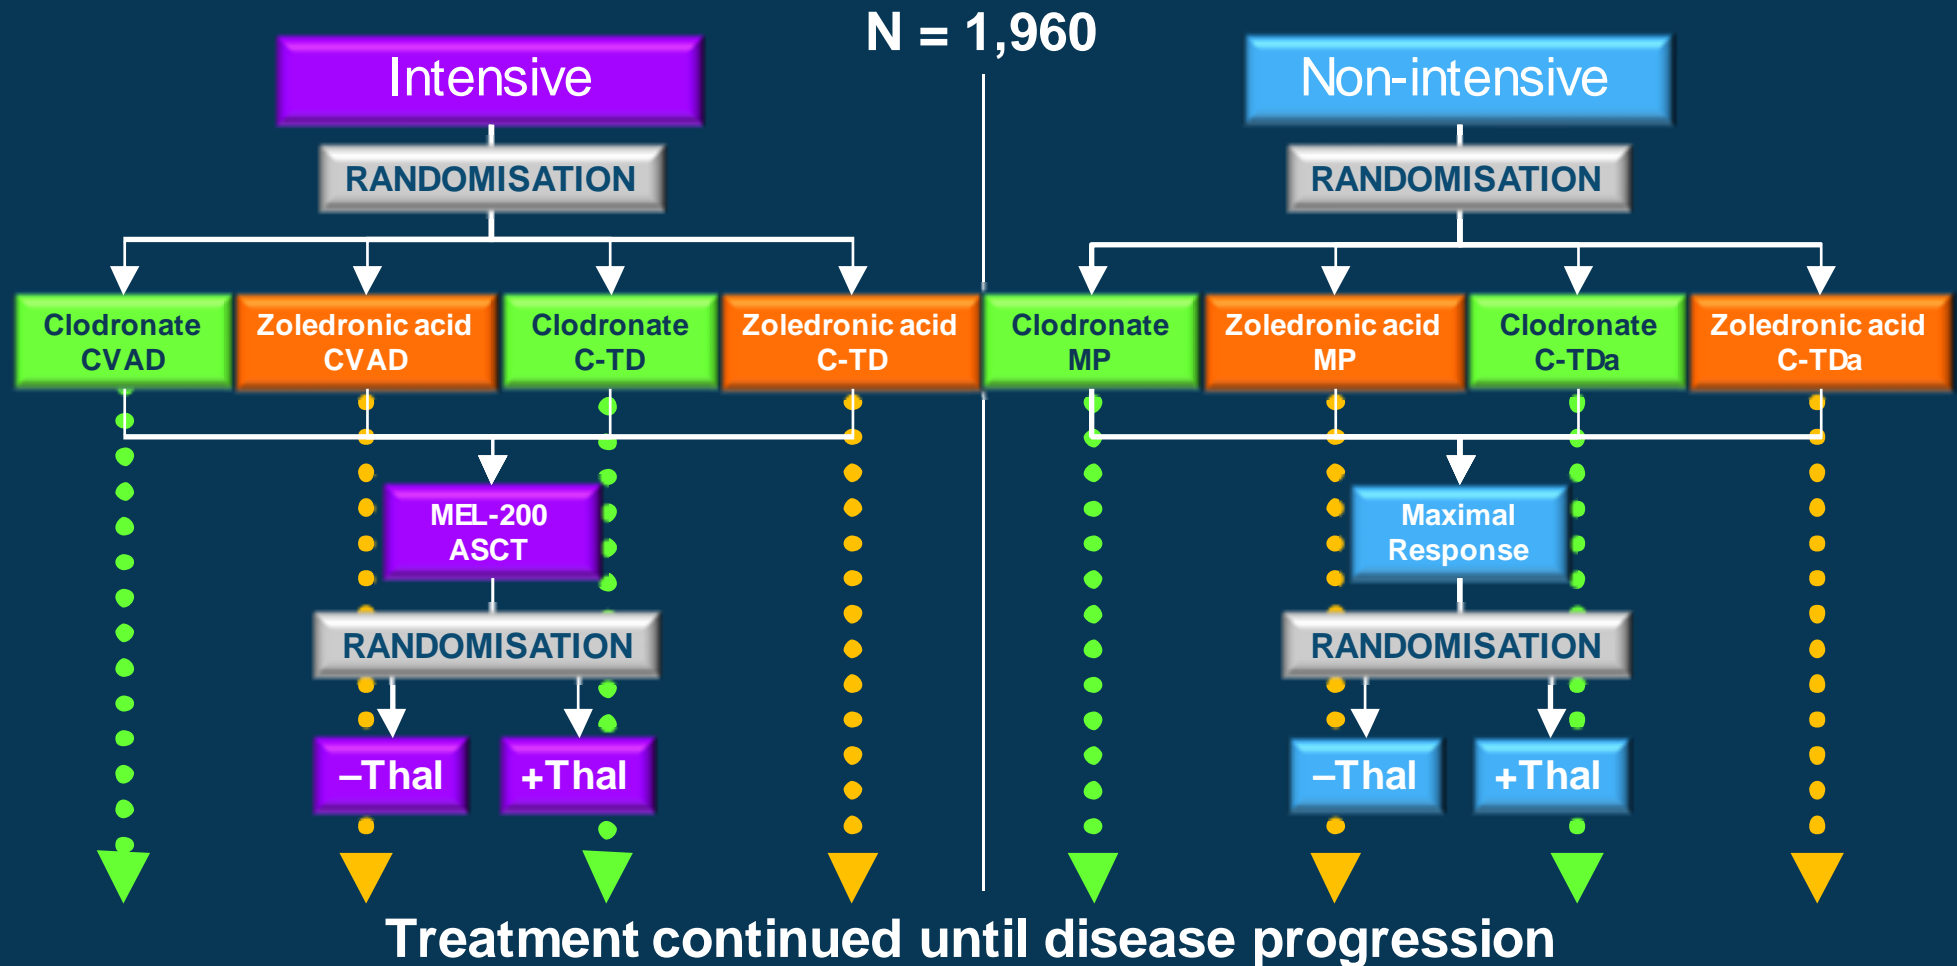 N = 1,960
Intensive
Non-intensive
RANDOMISATION
RANDOMISATION
Clodronate
CVAD
Zoledronic acid
CVAD
Clodronate
C-TD
Zoledronic acid
C-TD
Clodronate
MP
Zoledronic acid
MP
Clodronate
C-TDa
Zoledronic acid
C-TDa
MEL-200
ASCT
Maximal
Response
RANDOMISATION
RANDOMISATION
–Thal
+Thal
–Thal
+Thal
Treatment continued until disease progression